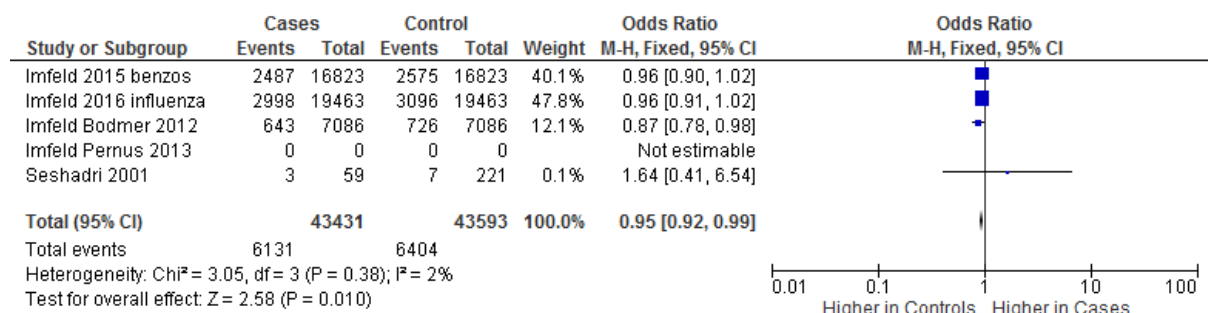 Cases Control Odds Ratio Odds Ratio
Study or Subgroup Events Total Events Total Weight M-H, Fixed, 95% CI M-H, Fixed, 95% CI
Imfeld 2015 benzos 2487 16823 2575 16823 40.1% 0.96 [0.90, 1.02]
Imfeld 2016 influenza 2998 19463 3096 19463 47.8% 0.96 [0.91, 1.02]
Imfeld Bodmer 2012 643 7086 726 7086 12.1% 0.87 [0.78, 0.98]
Imfeld Pernus 2013 0 0 0 0 Not estimable
Seshadri 2001 3 59 7 221 0.1% 1.64 [0.41, 6.54]
Total (95% CI) 43431 43593 100.0% 0.95 [0.92, 0.99]
Total events 6131 6404
Heterogeneity: Chi² = 3.05, df = 3 (P = 0.38); I² = 2%
Test for overall effect: Z = 2.58 (P = 0.010)
0.01 0.1 1 10 100
Higher in Controls Higher in Cases